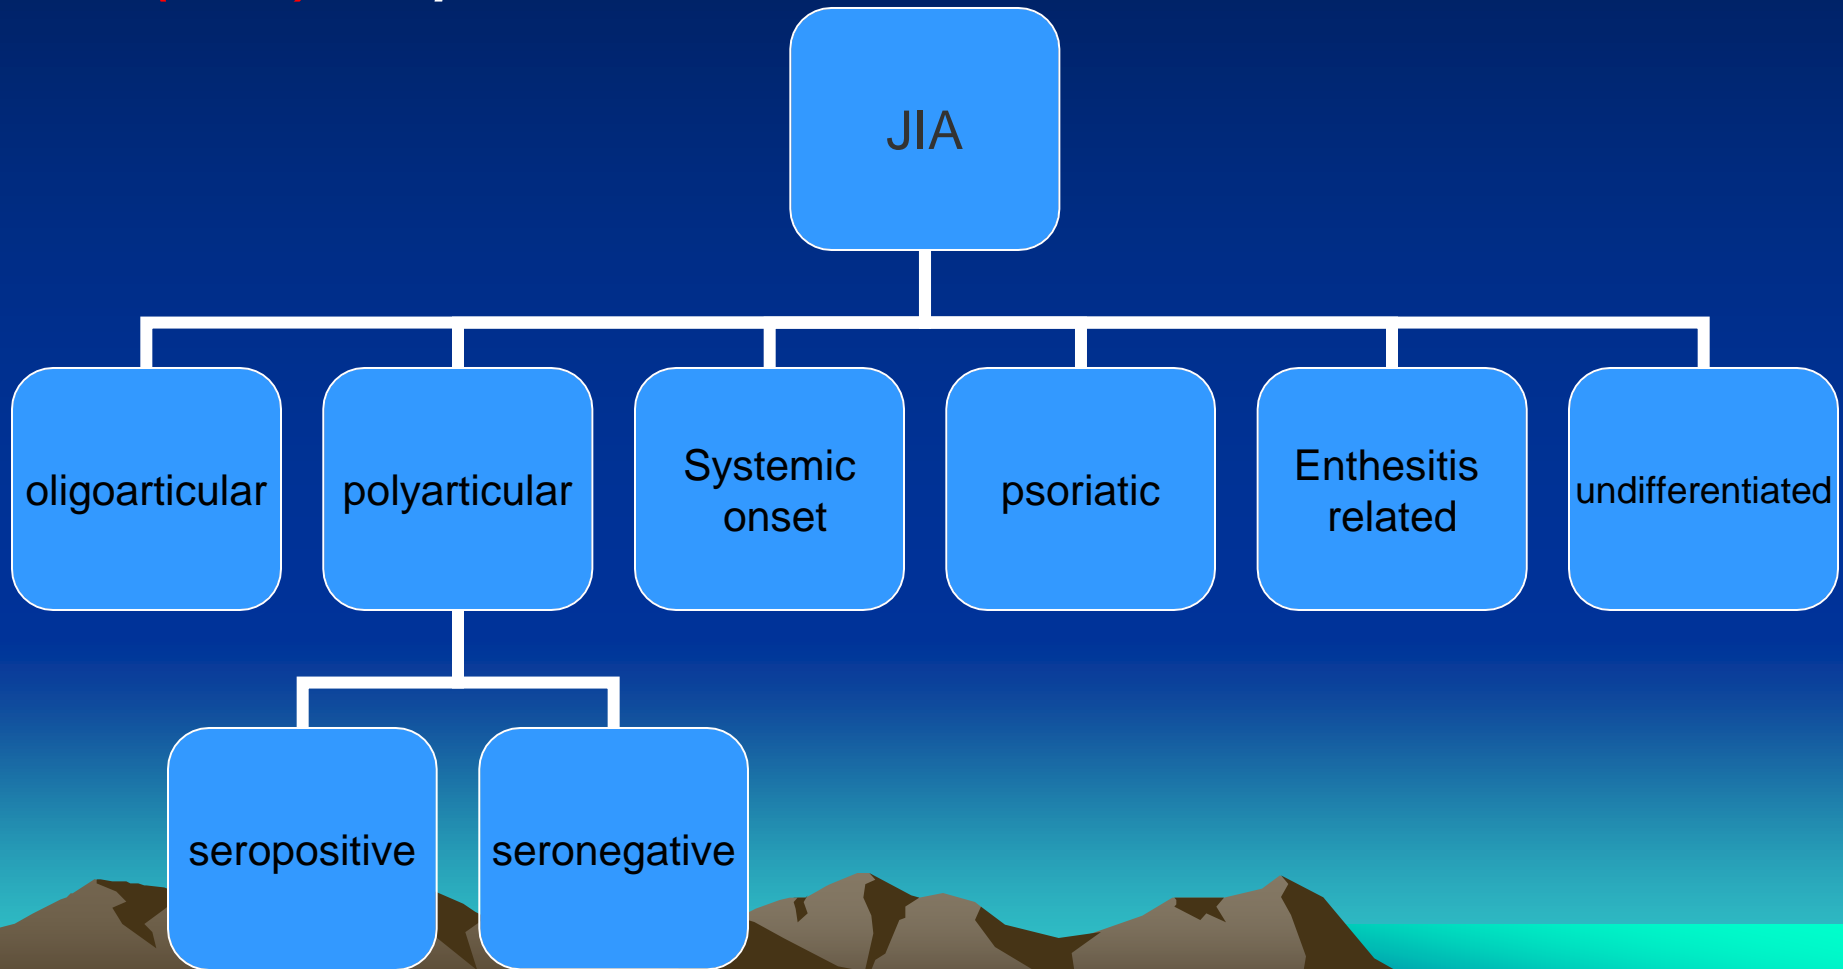 JIA
oligoarticular
polyarticular
Systemic
onset
psoriatic
Enthesitis
related
undifferentiated
seropositive
seronegative